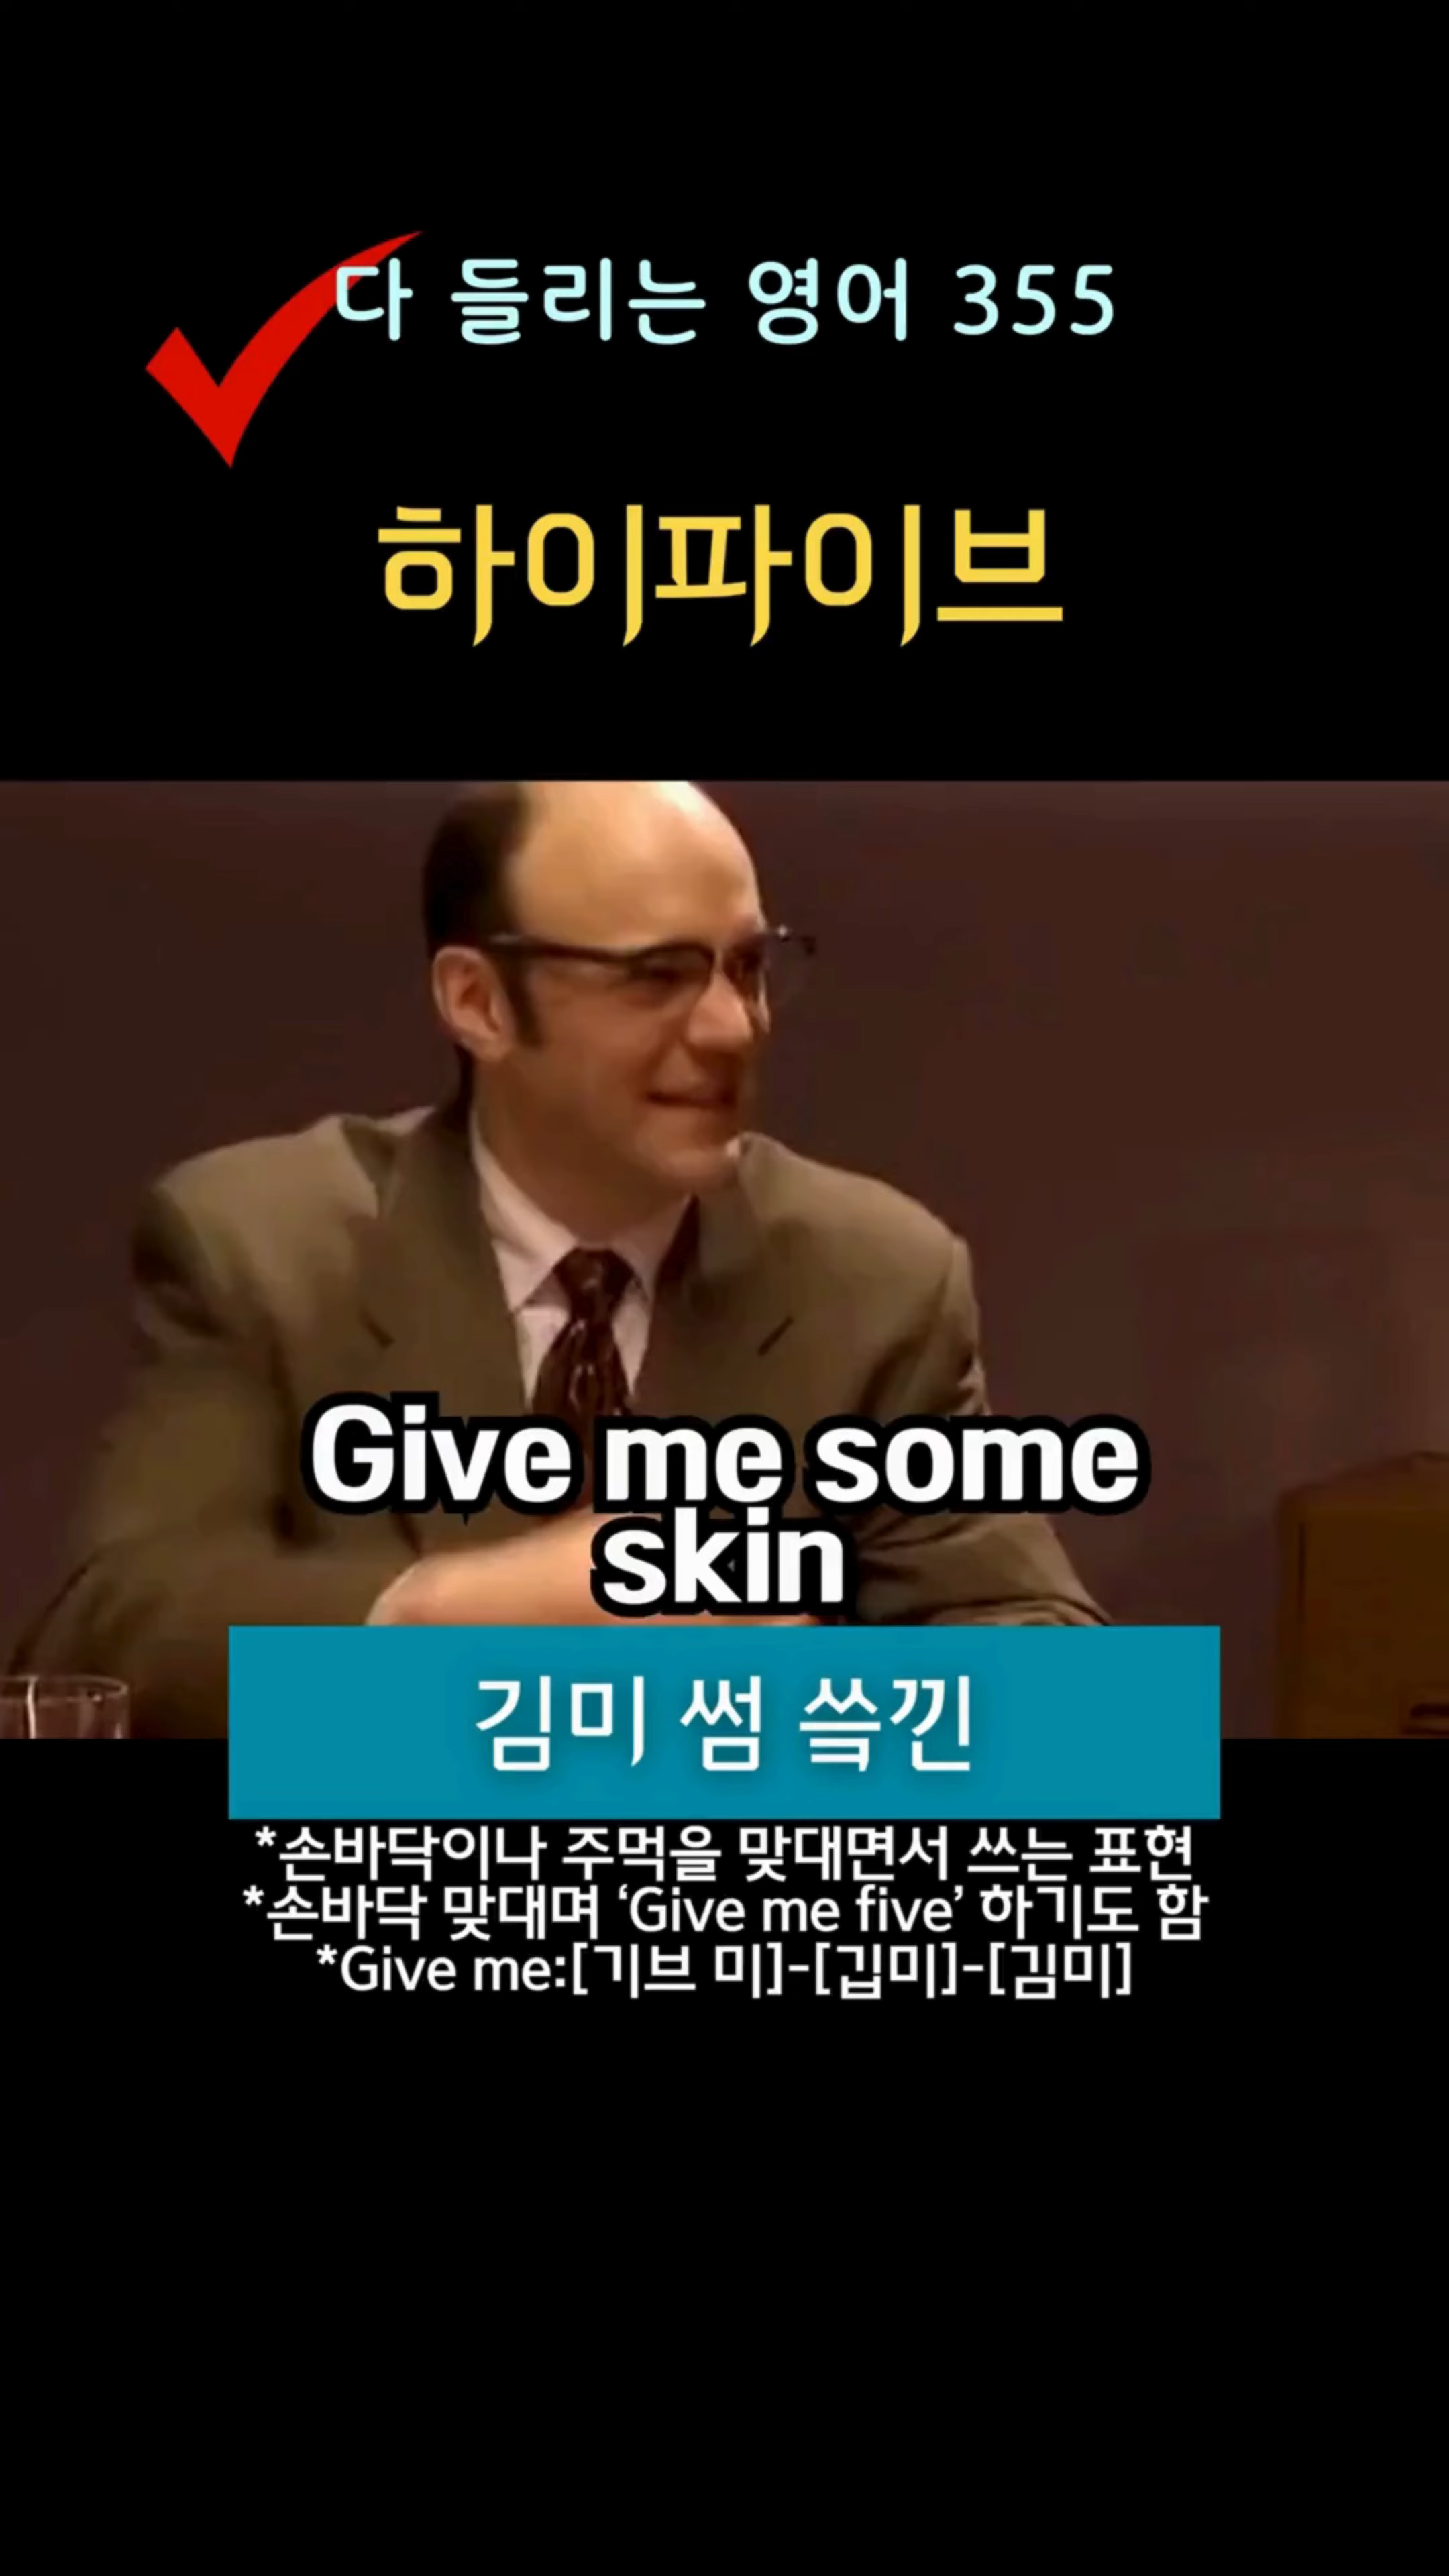 다 들리는 영어 355
하이파이브
Give me some
skin
김미 썸 쓸낀
*손바닥이나 주먹을 맞대면서 쓰는 표현
*손바닥 맞대며 ‘Give me five’ 하기도 함
*Give me:[기브 미]-[깁미]-[김미]